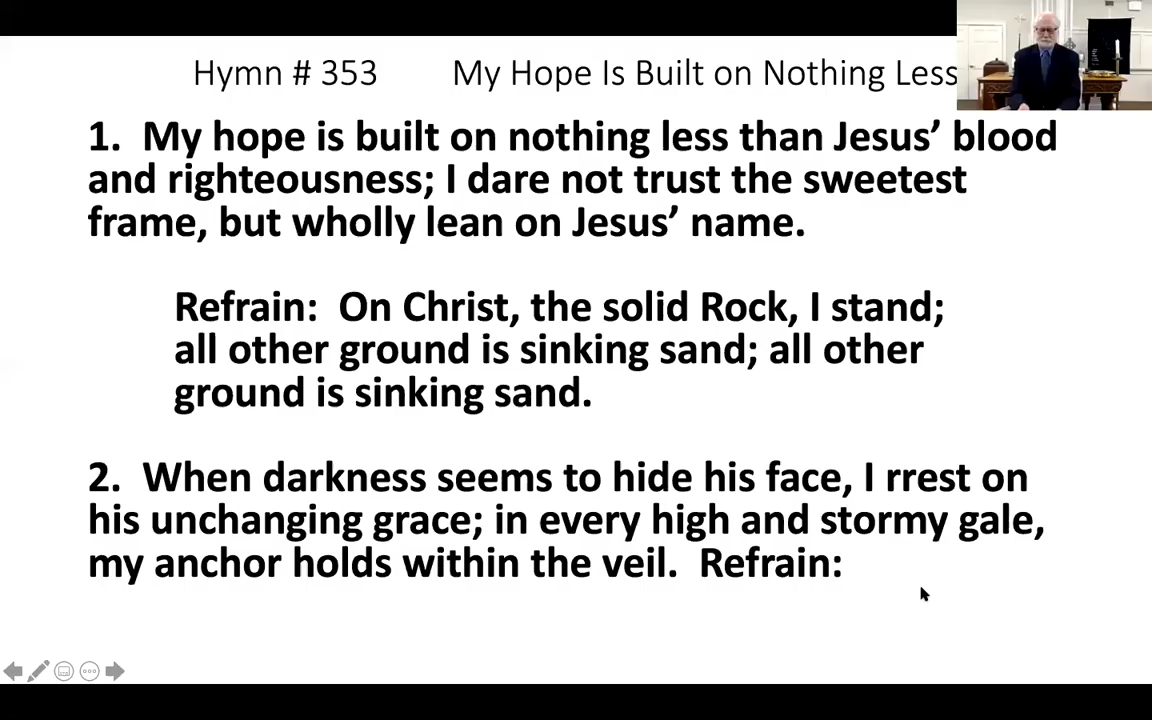 Hymn # 353 My Hope Is Built on Nothing Less
1. My hope is built on nothing less than Jesus’ blood
and righteousness; I dare not trust the sweetest
frame, but wholly lean on Jesus’ name.
Refrain: On Christ, the solid Rock, I stand;
all other ground is sinking sand; all other
ground is sinking sand.
2. When darkness seems to hide his face, I rrest on
his unchanging grace; in every high and stormy gale,
my anchor holds within the veil. Refrain: